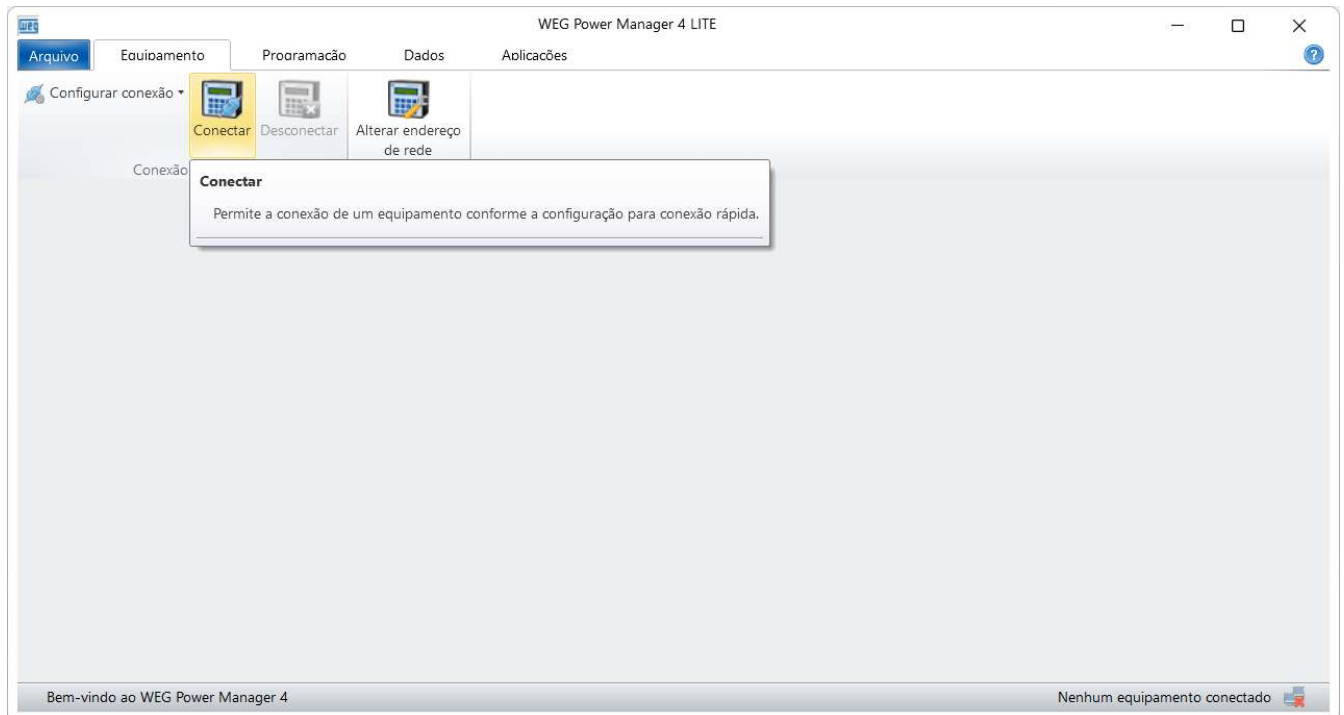 WEG Power Manager 4 LITE
Arquivo Equipamento Programação Dados Aplicações
Configurar conexão
Conectar Desconectar Alterar endereço
de rede
Conexão
Conectar
Permite a conexão de um equipamento conforme a configuração para conexão rápida.
Bem-vindo ao WEG Power Manager 4 Nenhum equipamento conectado